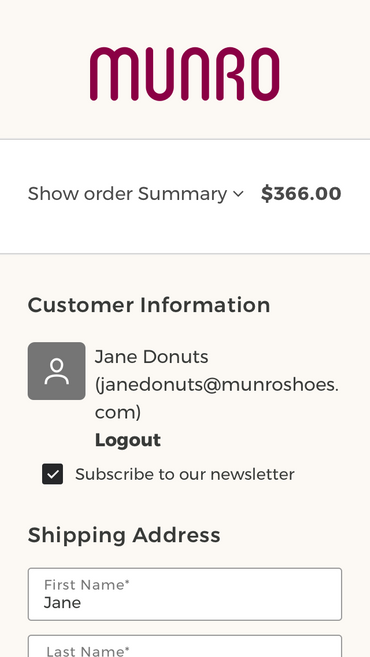 MUNRO
Show order Summary $366.00
Customer Information
Jane Donuts
(janedonuts@munroshoes.
com)
Logout
Subscribe to our newsletter
Shipping Address
First Name*
Jane
Last Name*